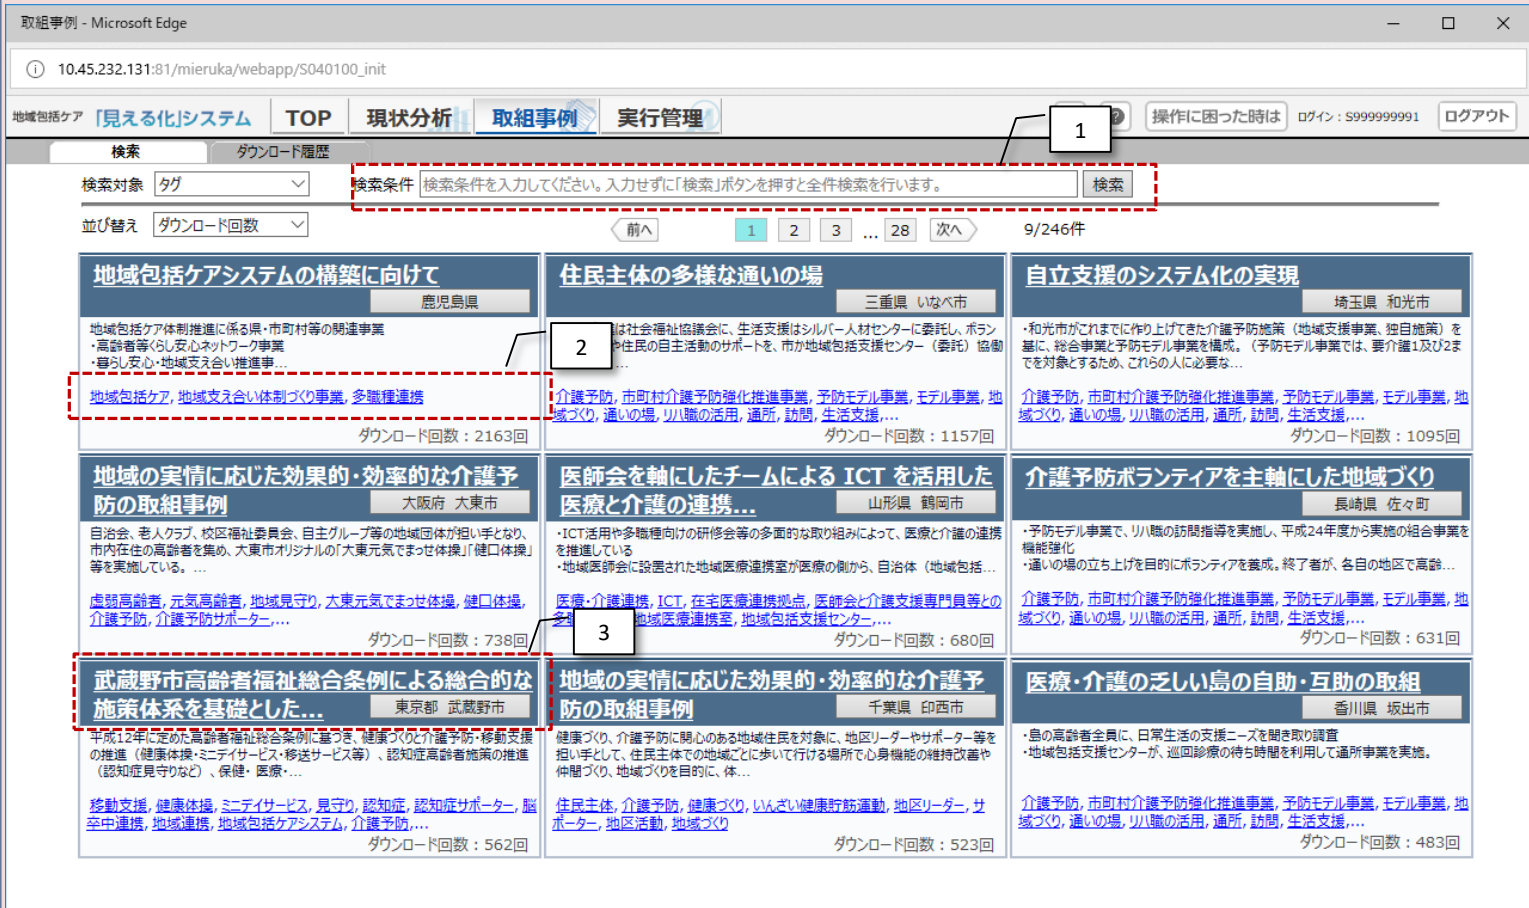 取組事例 - Microsoft Edge
10.45.232.131:81/mieruka/webapp/S040100_init
地域包括ケア 「見える化」システム TOP 現状分析 取組事例 実行管理 ? 操作に困った時は ログイン：S999999991 ログアウト
1
検索 ダウンロード履歴
検索対象 タグ 検索条件 検索条件を入力してください。入力せずに「検索」ボタンを押すと全件検索を行います。 検索
並び替え ダウンロード回数 前へ 1 2 3 ... 28 次へ 9/246件
地域包括ケアシステムの構築に向けて
鹿児島県
地域包括ケア体制推進に係る県・市町村等の関連事業
・高齢者等くらし安心ネットワーク事業
・暮らし安心・地域支え合い推進事…
2
地域包括ケア, 地域支え合い体制づくり事業, 多職種連携
ダウンロード回数：2163回
住民主体の多様な通いの場
三重県 いなべ市
は社会福祉協議会に、生活支援はシルバー人材センターに委託し、ボラン
や住民の自主活動のサポートを、市か地域包括支援センター（委託）協働
…
介護予防, 市町村介護予防強化推進事業, 予防モデル事業, モデル事業, 地
域づくり, 通いの場, リハ職の活用, 通所, 訪問, 生活支援,…
ダウンロード回数：1157回
自立支援のシステム化の実現
埼玉県 和光市
・和光市がこれまでに作り上げてきた介護予防施策（地域支援事業、独自施策）を
基に、総合事業と予防モデル事業を構成。（予防モデル事業では、要介護1及び2ま
でを対象とするため、これらの人に必要な…
介護予防, 市町村介護予防強化推進事業, 予防モデル事業, モデル事業, 地
域づくり, 通いの場, リハ職の活用, 通所, 訪問, 生活支援,…
ダウンロード回数：1095回
地域の実情に応じた効果的・効率的な介護予
防の取組事例
大阪府 大東市
自治会、老人クラブ、校区福祉委員会、自主グループ等の地域団体が担い手となり、
市内在住の高齢者を集め、大東市オリジナルの「大東元気でまっせ体操」「健口体操」
等を実施している。…
虚弱高齢者, 元気高齢者, 地域見守り, 大東元気でまっせ体操, 健口体操,
介護予防, 介護予防サポーター,…
ダウンロード回数：738回
医師会を軸にしたチームによる ICT を活用した
医療と介護の連携...
山形県 鶴岡市
・ICT活用や多職種向けの研修会等の多面的な取り組みによって、医療と介護の連携
を推進している
・地域医師会に設置された地域医療連携室が医療の側から、自治体（地域包括…
医療・介護連携, ICT, 在宅医療連携拠点, 医師会と介護支援専門員等との
地域医療連携室, 地域包括支援センター,…
ダウンロード回数：680回
介護予防ボランティアを主軸にした地域づくり
長崎県 佐々町
・予防モデル事業で、リハ職の訪問指導を実施し、平成24年度から実施の組合事業を
機能強化
・通いの場の立ち上げを目的にボランティアを養成。終了者が、各自の地区で高齢…
介護予防, 市町村介護予防強化推進事業, 予防モデル事業, モデル事業, 地
域づくり, 通いの場, リハ職の活用, 通所, 訪問, 生活支援,…
ダウンロード回数：631回
3
武蔵野市高齢者福祉総合条例による総合的な
施策体系を基礎とした...
東京都 武蔵野市
平成12年に定めた高齢者福祉総合条例に基づき、健康づくりと介護予防・移動支援
の推進（健康体操・ミニデイサービス・移送サービス等）、認知症高齢者施策の推進
（認知症見守りなど）、保健・医療・…
移動支援, 健康体操, ミニデイサービス, 見守り, 認知症, 認知症サポーター, 脳
卒中連携, 地域連携, 地域包括ケアシステム, 介護予防,…
ダウンロード回数：562回
地域の実情に応じた効果的・効率的な介護予
防の取組事例
千葉県 印西市
健康づくり、介護予防に関心のある地域住民を対象に、地区リーダーやサポーター等を
担い手として、住民主体での地域ごとに歩いて行ける場所で心身機能の維持改善や
仲間づくり、地域づくりを目的に、体…
住民主体, 介護予防, 健康づくり, いんざい健康貯筋運動, 地区リーダー, サ
ポーター, 地区活動, 地域づくり
ダウンロード回数：523回
医療・介護の乏しい島の自助・互助の取組
香川県 坂出市
・島の高齢者全員に、日常生活の支援ニーズを聞き取り調査
・地域包括支援センターが、巡回診療の待ち時間を利用して通所事業を実施。
介護予防, 市町村介護予防強化推進事業, 予防モデル事業, モデル事業, 地
域づくり, 通いの場, リハ職の活用, 通所, 訪問, 生活支援,…
ダウンロード回数：483回